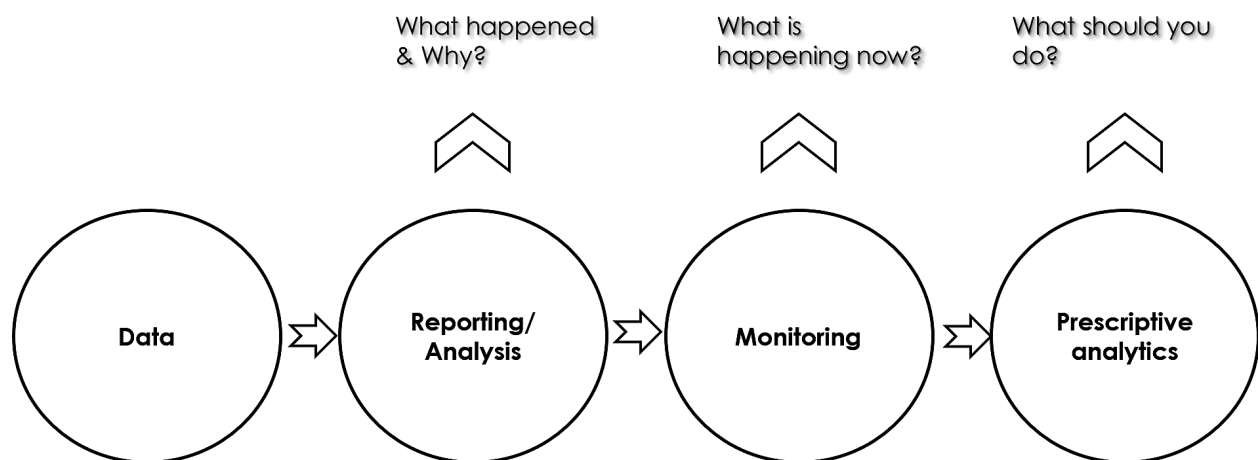 What happened
& Why?
What is
happening now?
What should you
do?
Data
Reporting/
Analysis
Monitoring
Prescriptive
analytics